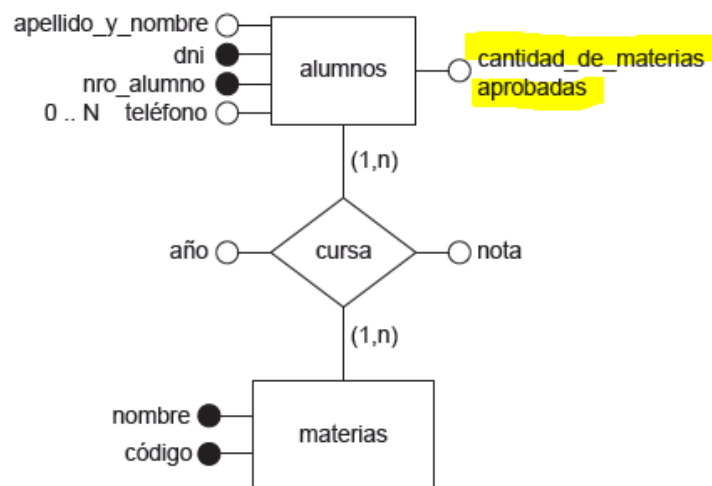 apellido_y_nombre
dni
nro_alumno
0 .. N teléfono
alumnos
cantidad_de_materias
aprobadas
(1,n)
año
cursa
nota
(1,n)
nombre
código
materias